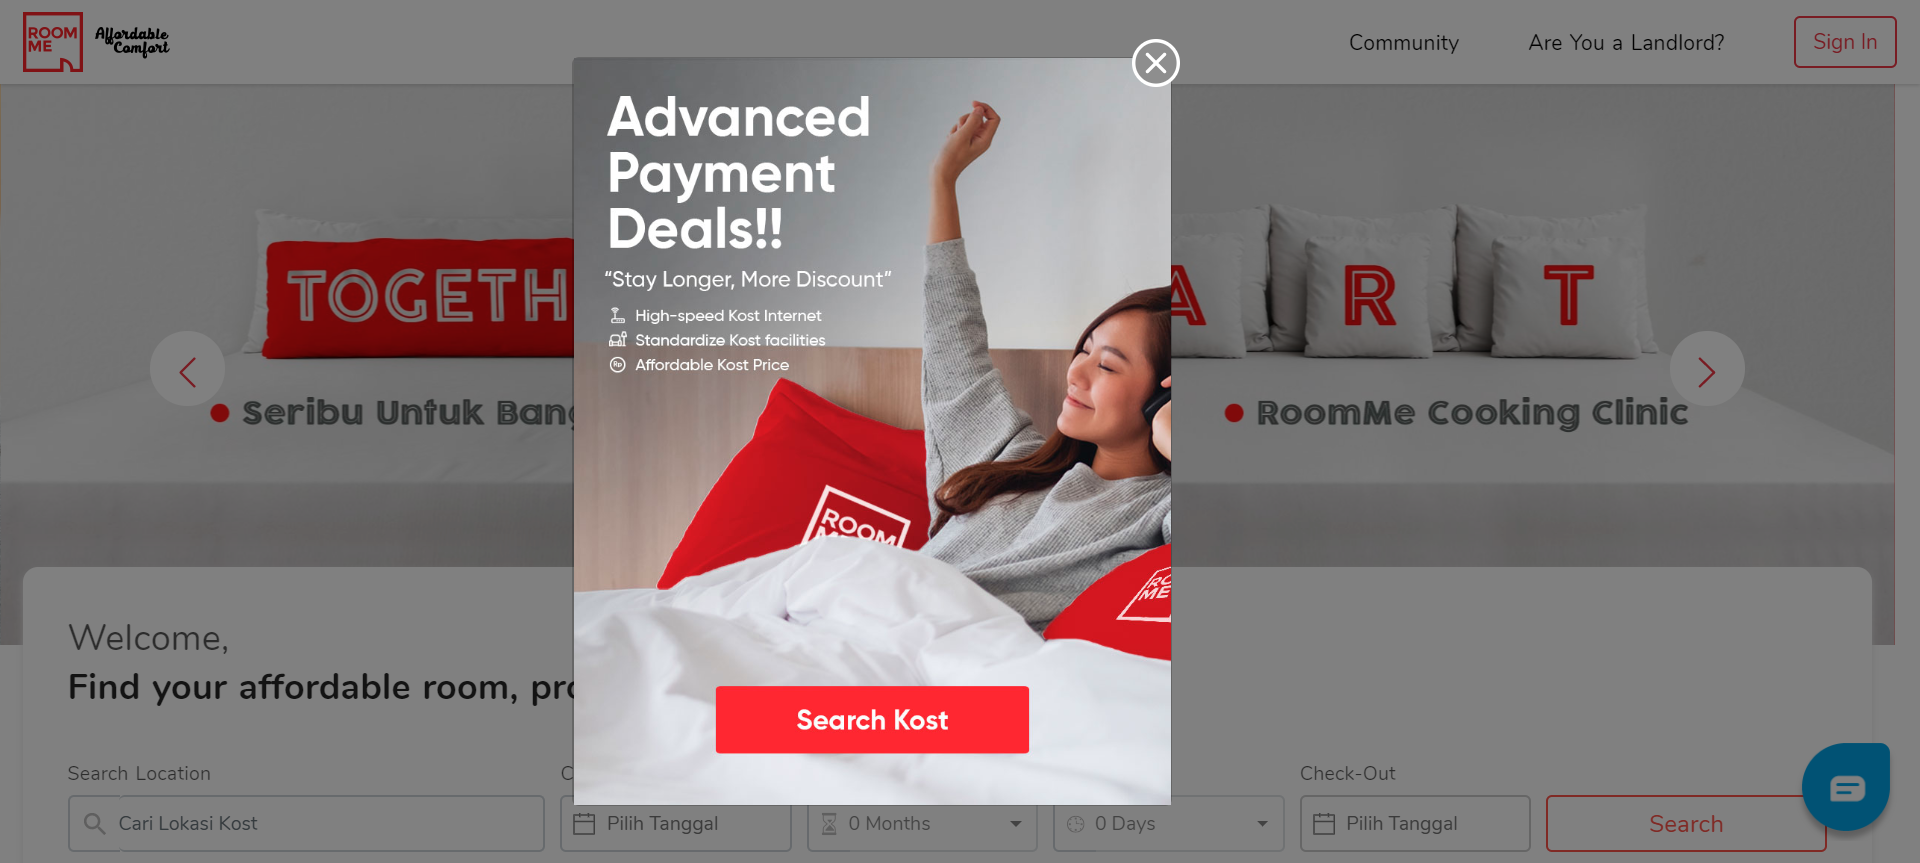 ROOM
ME
Affordable
Comfort
Community
Are You a Landlord?
Sign In
Advanced
Payment
Deals!!
“Stay Longer, More Discount”
High-speed Kost Internet
Standardize Kost facilities
Rp
Affordable Kost Price
TOGETH
A R T
Seribu Untuk Bang
RoomMe Cooking Clinic
ROOM
ME
RO
ME
Search Kost
Welcome,
Find your affordable room, pro
Search Location
C
Check-Out
Cari Lokasi Kost
Pilih Tanggal
0 Months
0 Days
Pilih Tanggal
Search